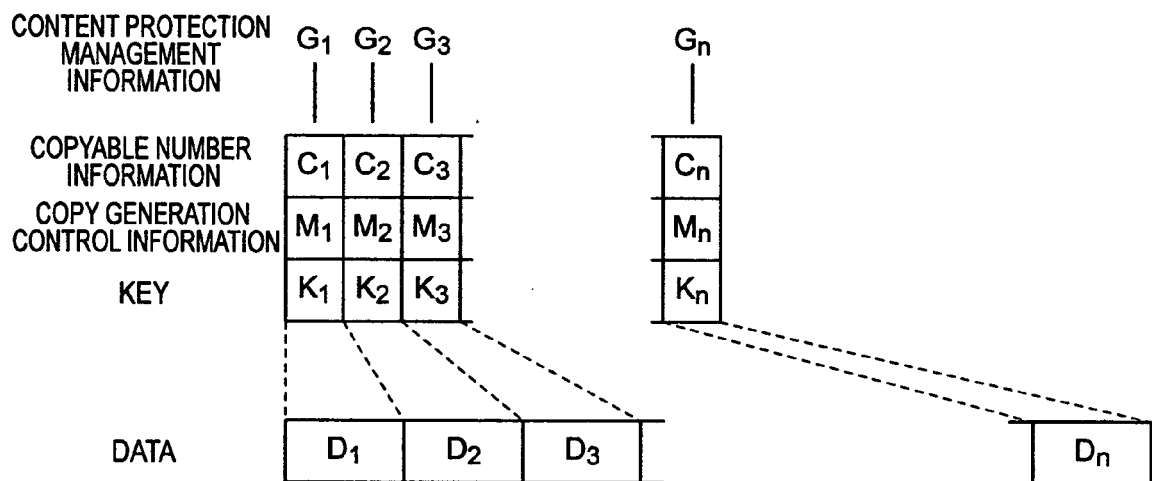 CONTENT PROTECTION
MANAGEMENT
INFORMATION
G1 G2 G3 Gn
COPYABLE NUMBER
INFORMATION
C1 C2 C3 Cn
COPY GENERATION
CONTROL INFORMATION
M1 M2 M3 Mn
KEY
K1 K2 K3 Kn
DATA
D1 D2 D3 Dn